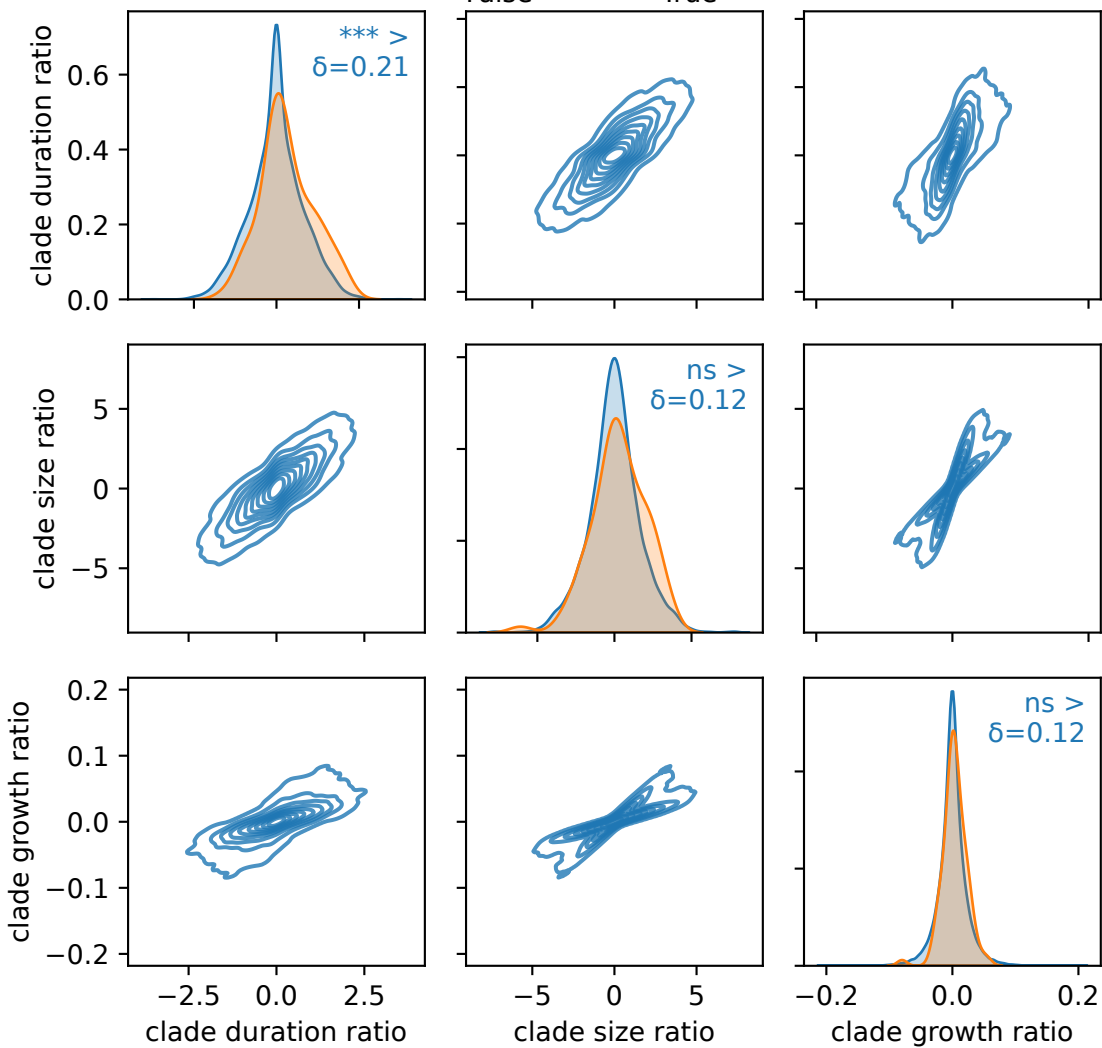 True
*** >
δ=0.21
clade duration ratio
0.6
0.4
0.2
0.0
ns >
δ=0.12
clade size ratio
5
0
−5
ns >
δ=0.12
clade growth ratio
0.2
0.1
0.0
−0.1
−0.2
−2.5 0.0 2.5
−5 0 5
−0.2 0.0 0.2
clade duration ratio
clade size ratio
clade growth ratio